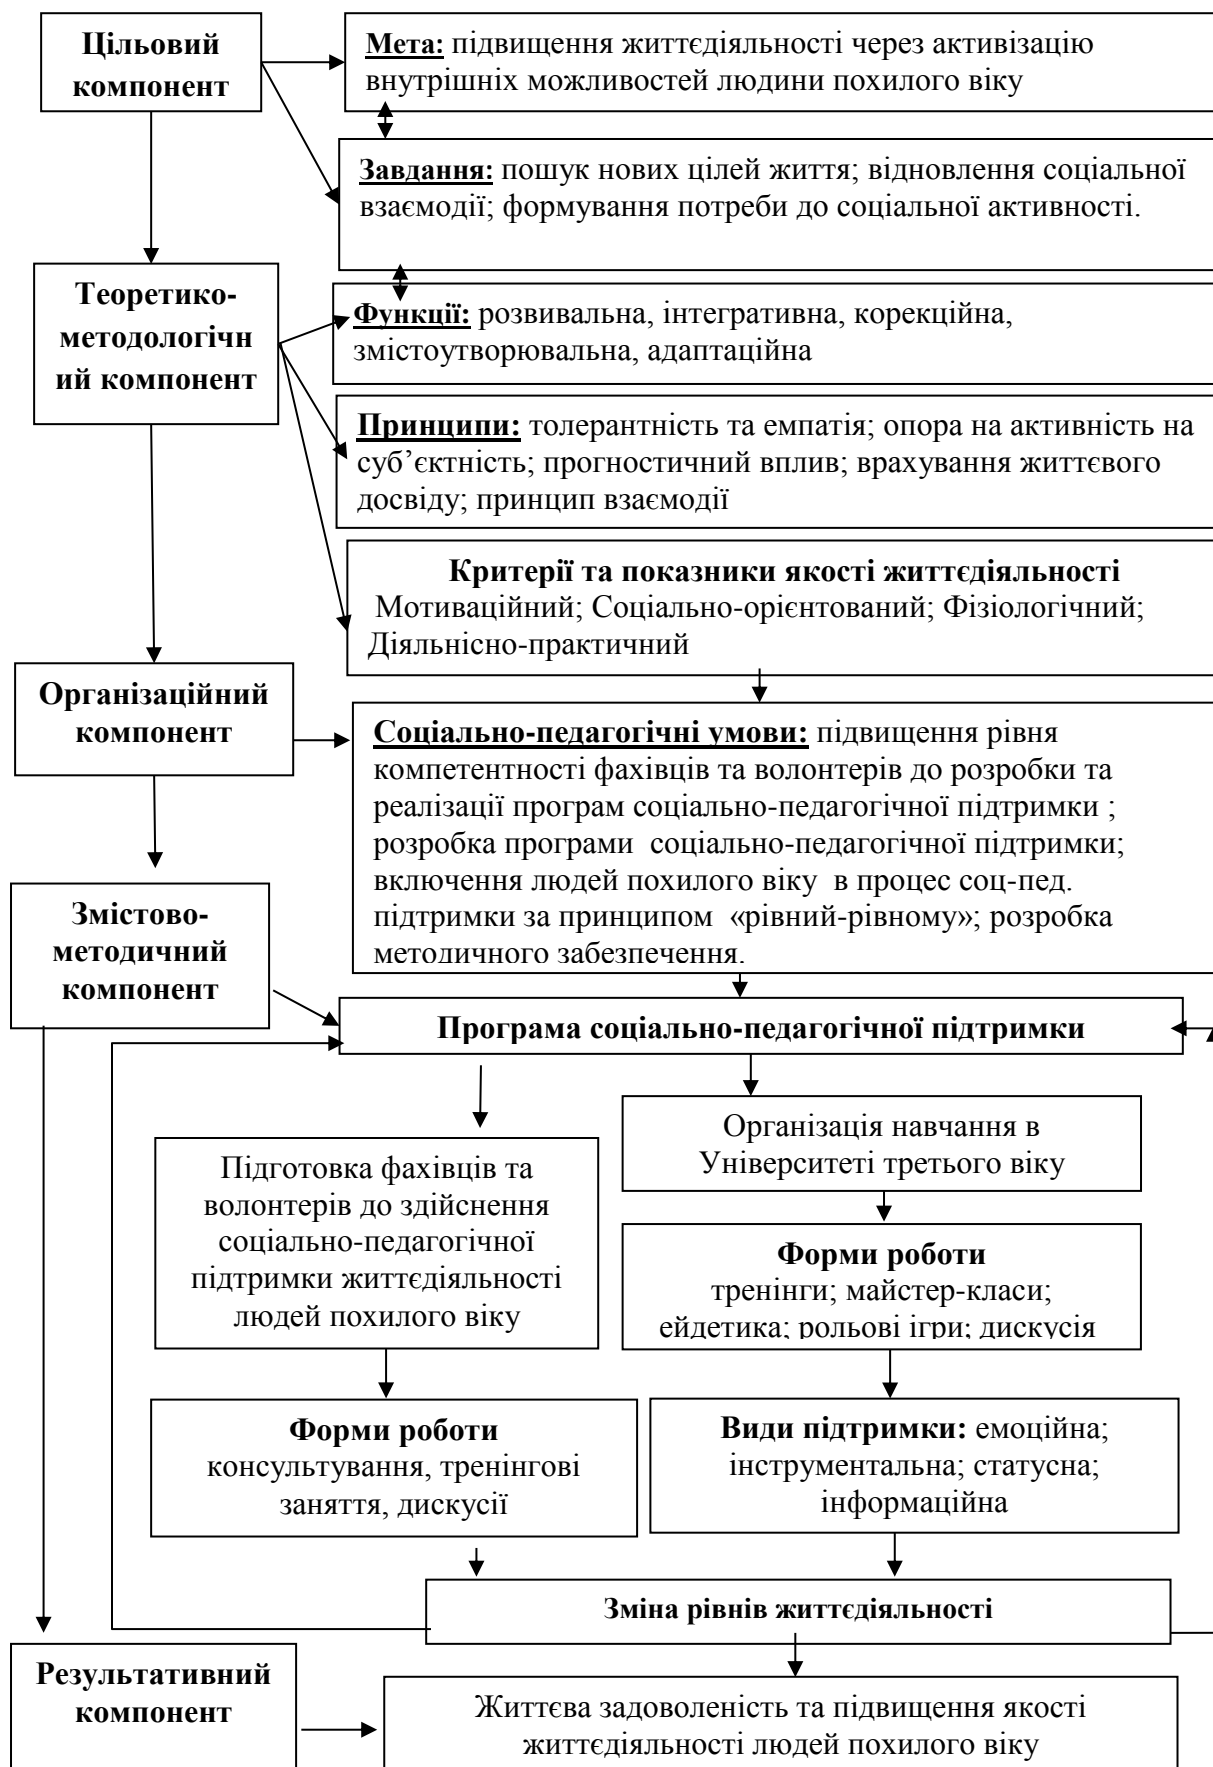 Цільовий
компонент
Мета: підвищення життєдіяльності через активізацію
внутрішніх можливостей людини похилого віку
Завдання: пошук нових цілей життя; відновлення соціальної
взаємодії; формування потреби до соціальної активності.
Теоретико-
методологічн
ий компонент
Функції: розвивальна, інтегративна, корекційна,
змістоутворювальна, адаптаційна
Принципи: толерантність та емпатія; опора на активність на
суб’єктність; прогностичний вплив; врахування життєвого
досвіду; принцип взаємодії
Критерії та показники якості життєдіяльності
Мотиваційний; Соціально-орієнтований; Фізіологічний;
Діяльнісно-практичний
Організаційний
компонент
Соціально-педагогічні умови: підвищення рівня
компетентності фахівців та волонтерів до розробки та
реалізації програм соціально-педагогічної підтримки ;
розробка програми соціально-педагогічної підтримки;
включення людей похилого віку в процес соц-пед.
підтримки за принципом «рівний-рівному»; розробка
методичного забезпечення.
Змістово-
методичний
компонент
Програма соціально-педагогічної підтримки
Підготовка фахівців та
волонтерів до здійснення
соціально-педагогічної
підтримки життєдіяльності
людей похилого віку
Організація навчання в
Університеті третього віку
Форми роботи
тренінги; майстер-класи;
ейдетика; рольові ігри; дискусія
Форми роботи
консультування, тренінгові
заняття, дискусії
Види підтримки: емоційна;
інструментальна; статусна;
інформаційна
Зміна рівнів життєдіяльності
Результативний
компонент
Життєва задоволеність та підвищення якості
життєдіяльності людей похилого віку